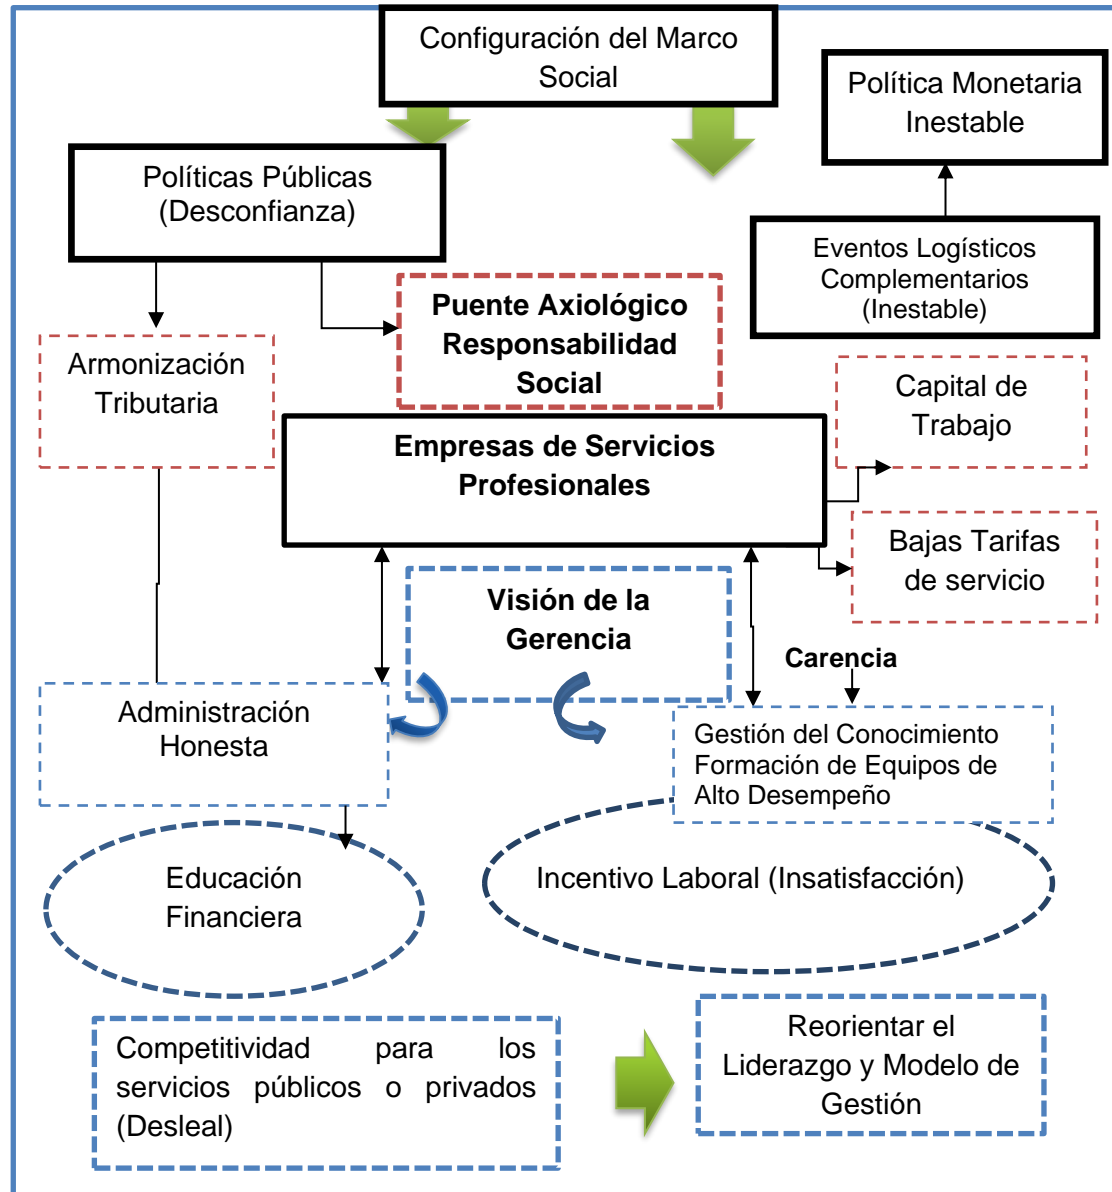 Configuración del Marco
Social
Política Monetaria
Inestable
Políticas Públicas
(Desconfianza)
Eventos Logísticos
Complementarios
(Inestable)
Puente Axiológico
Responsabilidad
Social
Armonización
Tributaria
Capital de
Trabajo
Empresas de Servicios
Profesionales
Bajas Tarifas
de servicio
Visión de la
Gerencia
Carencia
Administración
Honesta
Gestión del Conocimiento
Formación de Equipos de
Alto Desempeño
Educación
Financiera
Incentivo Laboral (Insatisfacción)
Competitividad para los
servicios públicos o privados
(Desleal)
Reorientar el
Liderazgo y Modelo de
Gestión